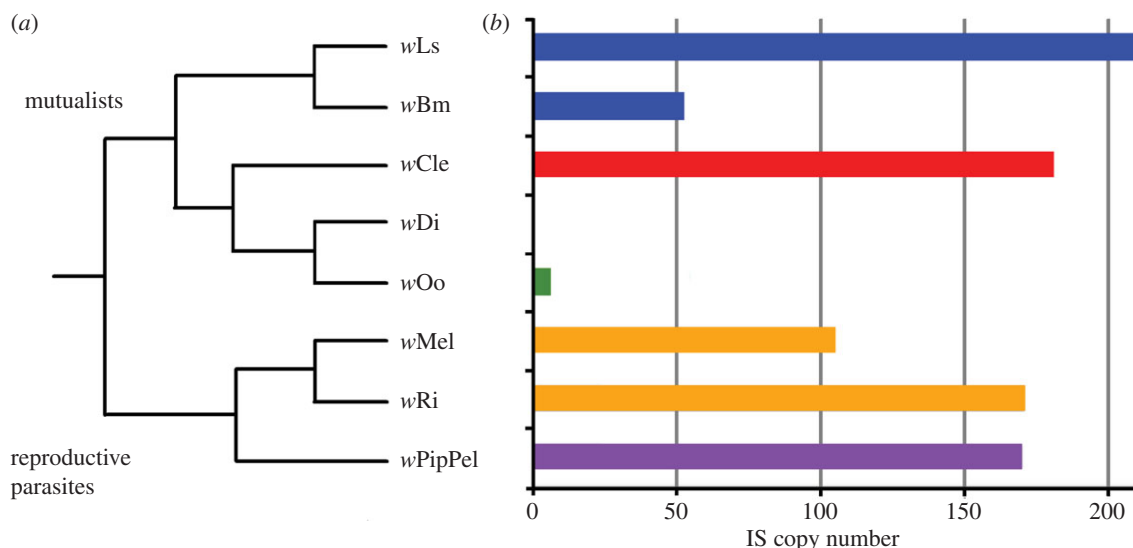 (a)
mutualists
reproductive
parasites
wLs
wBm
wCle
wDi
wOo
wMel
wRi
wPipPel
(b)
0 50 100 150 200
IS copy number